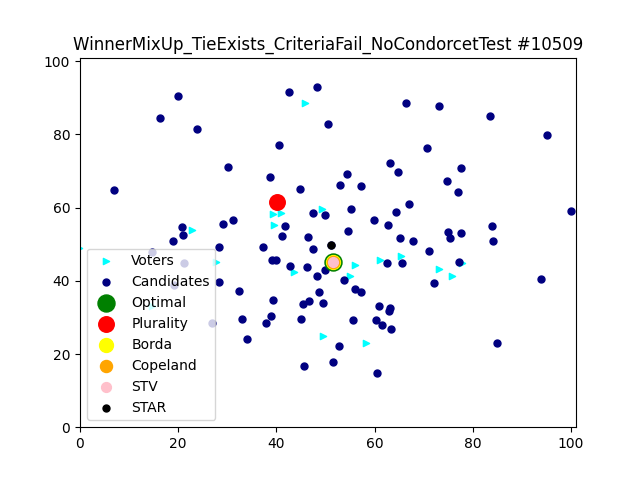 WinnerMixUp_TieExists_CriteriaFail_NoCondorcetTest #10509
100
80
60
40
20
0
0
20
40
60
80
100
Voters
Candidates
Optimal
Plurality
Borda
Copeland
STV
STAR